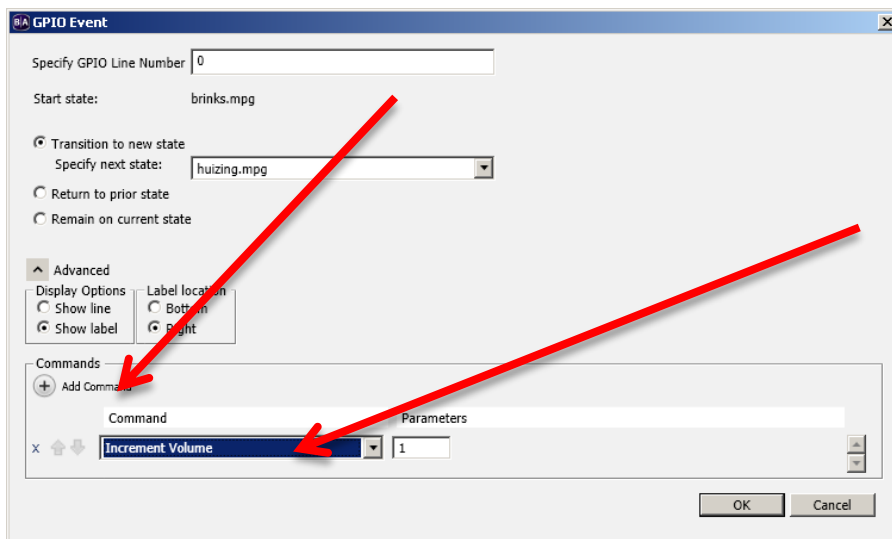 BA GPIO Event
Specify GPIO Line Number 0
Start state: brinks.mpg
Transition to new state
Specify next state: huizing.mpg
Return to prior state
Remain on current state
Advanced
Display Options Label location
Show line Bottom
Show label Right
Commands
Add Command
Command Parameters
x Increment Volume 1
OK Cancel